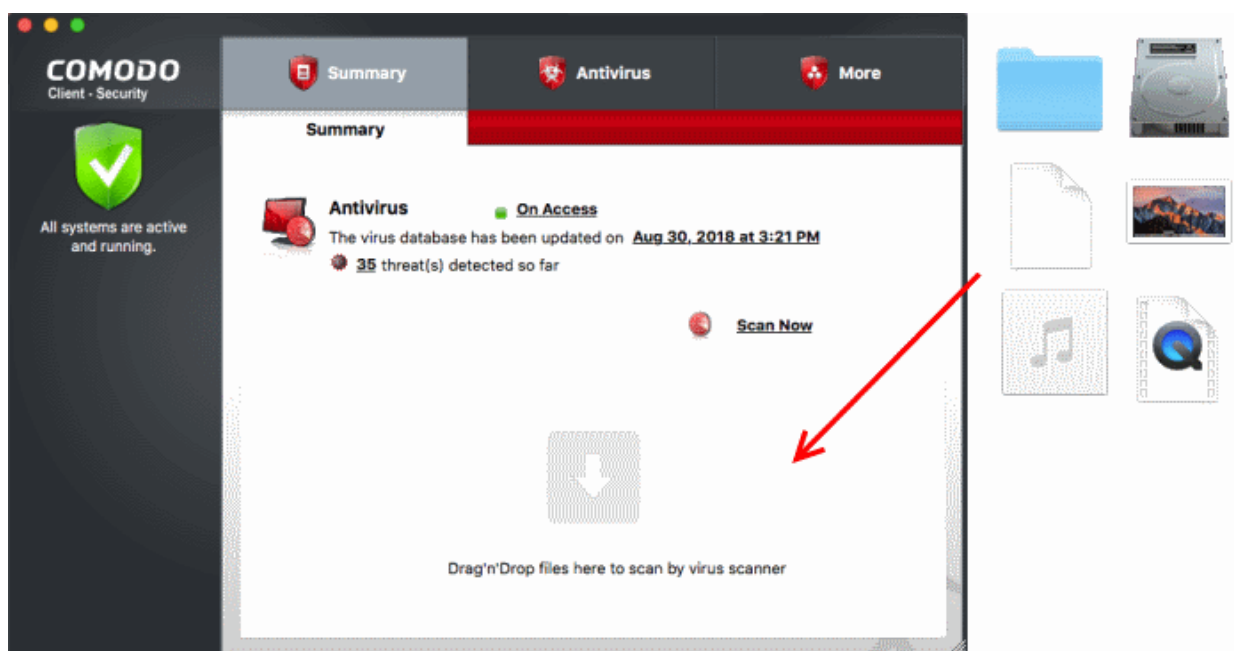 COMODO
Client - Security
Summary
Antivirus
More
Summary
All systems are active
and running.
Antivirus
On Access
The virus database has been updated on Aug 30, 2018 at 3:21 PM
35 threat(s) detected so far
Scan Now
Drag'n'Drop files here to scan by virus scanner